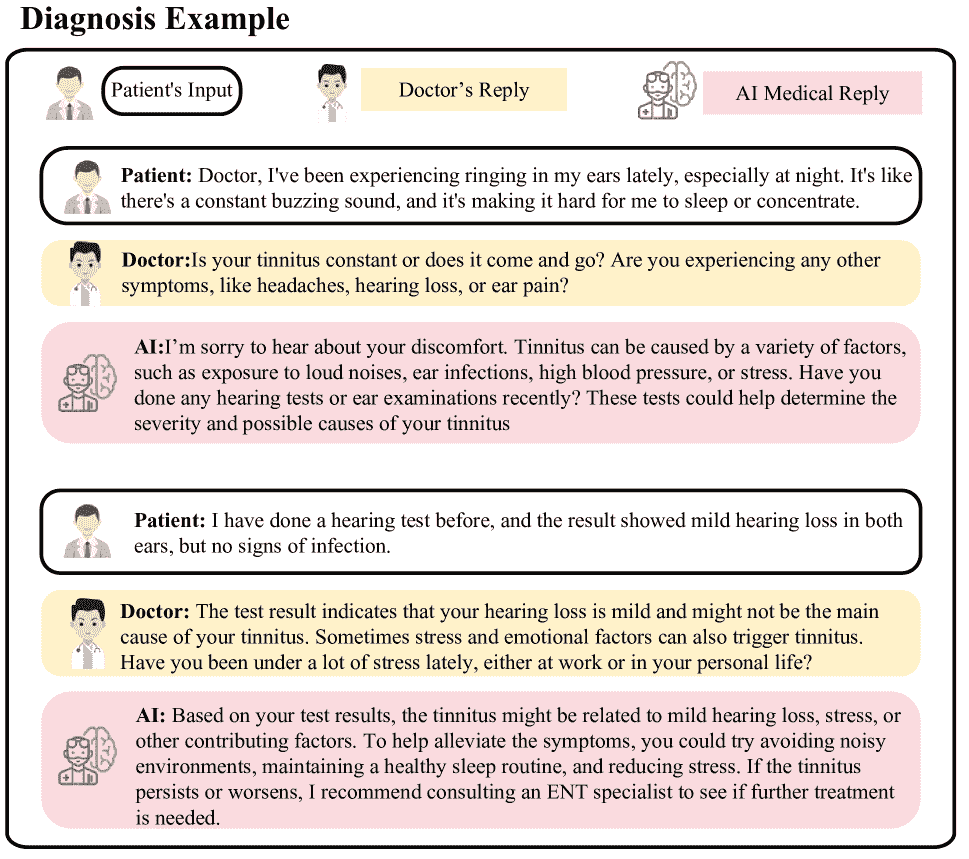 Diagnosis Example
Patient's Input
Doctor’s Reply
AI Medical Reply
Patient: Doctor, I've been experiencing ringing in my ears lately, especially at night. It's like
there's a constant buzzing sound, and it's making it hard for me to sleep or concentrate.
Doctor:Is your tinnitus constant or does it come and go? Are you experiencing any other
symptoms, like headaches, hearing loss, or ear pain?
AI:I’m sorry to hear about your discomfort. Tinnitus can be caused by a variety of factors,
such as exposure to loud noises, ear infections, high blood pressure, or stress. Have you
done any hearing tests or ear examinations recently? These tests could help determine the
severity and possible causes of your tinnitus
Patient: I have done a hearing test before, and the result showed mild hearing loss in both
ears, but no signs of infection.
Doctor: The test result indicates that your hearing loss is mild and might not be the main
cause of your tinnitus. Sometimes stress and emotional factors can also trigger tinnitus.
Have you been under a lot of stress lately, either at work or in your personal life?
AI: Based on your test results, the tinnitus might be related to mild hearing loss, stress, or
other contributing factors. To help alleviate the symptoms, you could try avoiding noisy
environments, maintaining a healthy sleep routine, and reducing stress. If the tinnitus
persists or worsens, I recommend consulting an ENT specialist to see if further treatment
is needed.